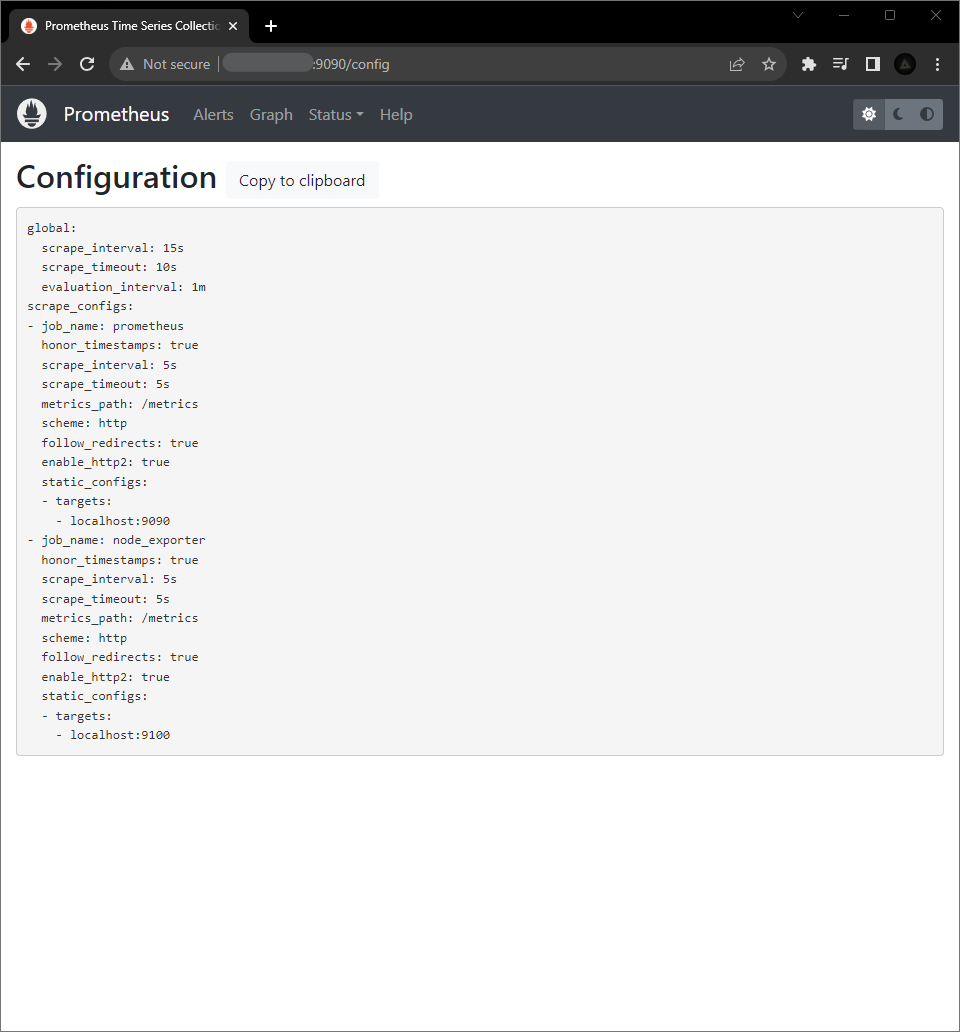 Prometheus Time Series Collectio
Not secure
:9090/config
Prometheus Alerts Graph Status Help
Configuration Copy to clipboard
global:
  scrape_interval: 15s
  scrape_timeout: 10s
  evaluation_interval: 1m
scrape_configs:
- job_name: prometheus
  honor_timestamps: true
  scrape_interval: 5s
  scrape_timeout: 5s
  metrics_path: /metrics
  scheme: http
  follow_redirects: true
  enable_http2: true
  static_configs:
  - targets:
    - localhost:9090
- job_name: node_exporter
  honor_timestamps: true
  scrape_interval: 5s
  scrape_timeout: 5s
  metrics_path: /metrics
  scheme: http
  follow_redirects: true
  enable_http2: true
  static_configs:
  - targets:
    - localhost:9100